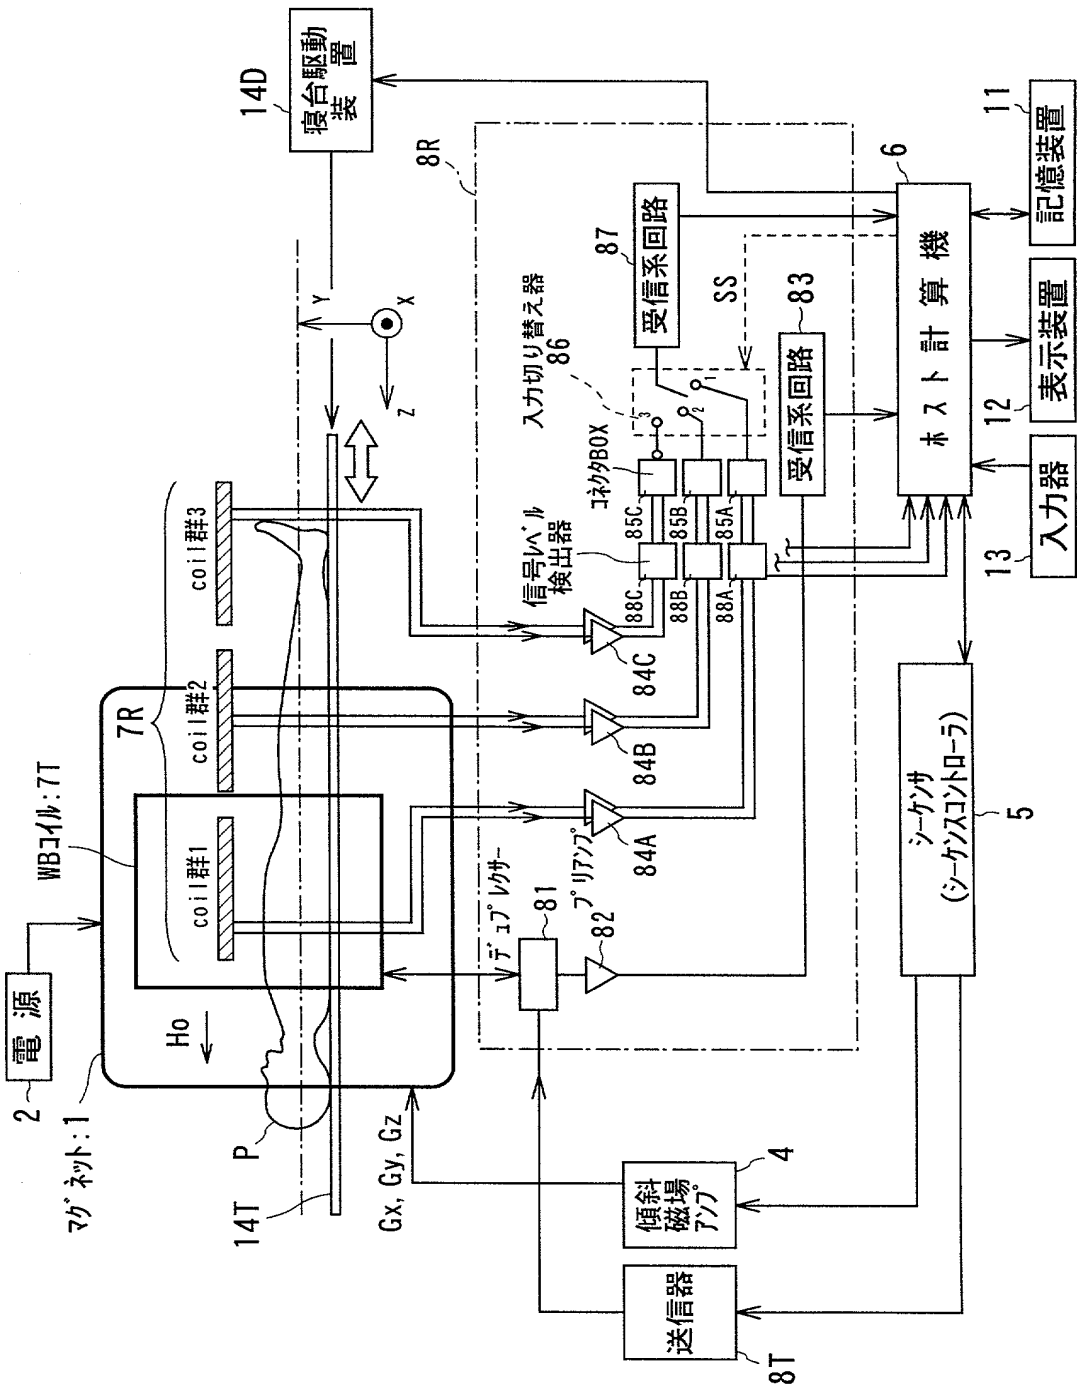 電源
2
マグネット:1
WBコイル:7T
7R
coil群1
coil群2
coil群3
Ho
P
14T
Gx, Gy, Gz
寝台駆動
装置
14D
Y
X
Z
8R
デュプレクサー
81
プリアンプ
82
84A
84B
84C
信号レベル
検出器
88C
88B
88A
コネクタBOX
85C
85B
85A
入力切り替え器
86
3
2
1
受信系回路
87
SS
受信系回路
83
ホスト計算機
6
記憶装置
11
表示装置
12
入力器
13
シーケンサ
(シーケンスコントローラ)
5
傾斜
磁場
アンプ
4
送信器
8T